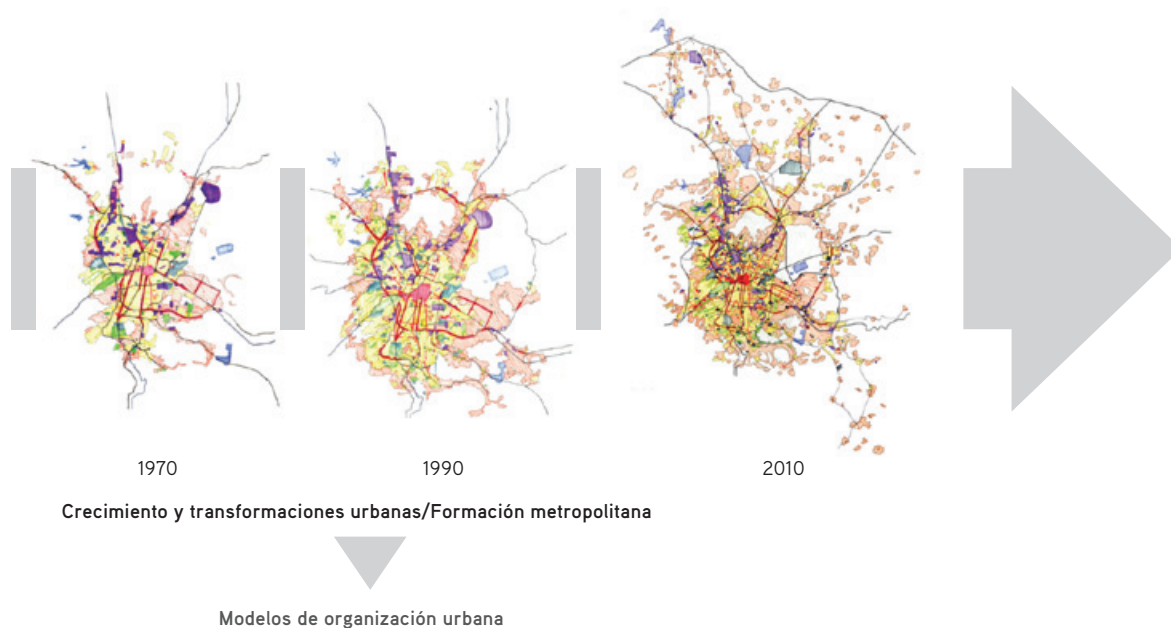 1970
1990
2010
Crecimiento y transformaciones urbanas/Formación metropolitana
Modelos de organización urbana